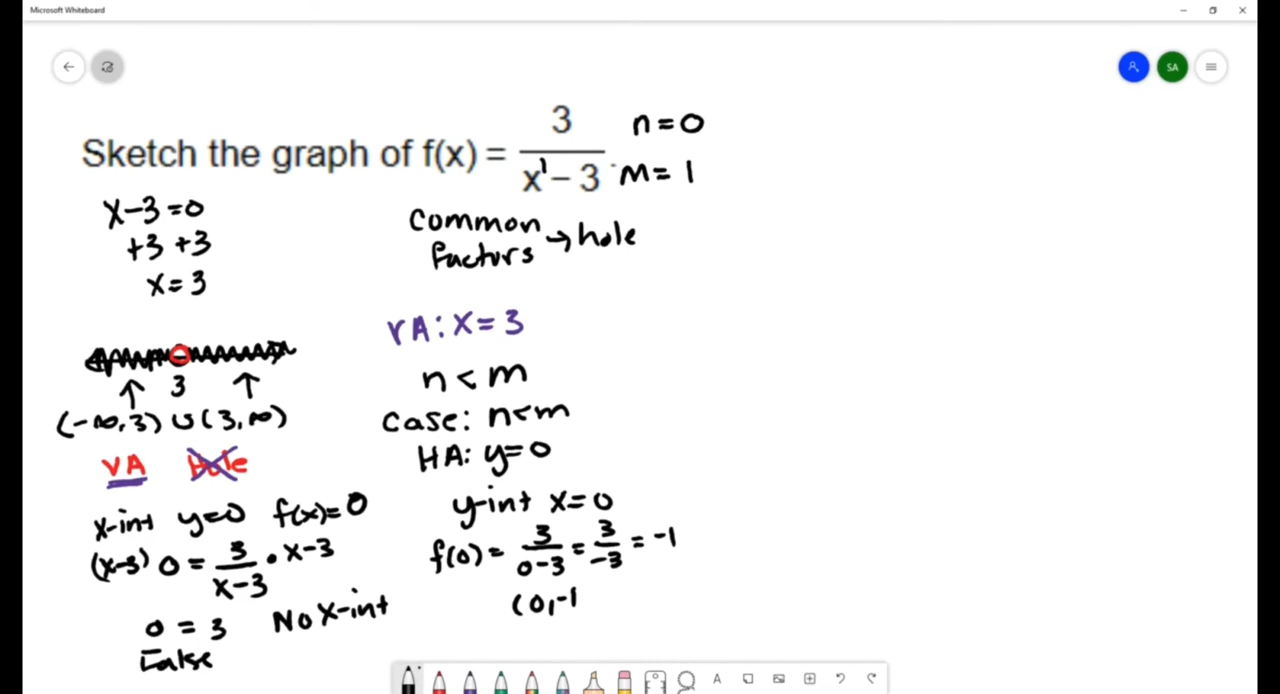 Microsoft Whiteboard
SA
Sketch the graph of f(x) = 3 / (x¹ − 3).
n = 0
m = 1
x − 3 = 0
+3 +3
x = 3
common
factors → hole
3
(−∞, 3) ∪ (3, ∞)
VA Hole
VA: x = 3
n < m
case: n<m
HA: y = 0
x-int y=0 f(x)=0
(x−3) 0 = 3/(x−3) • x−3
0 = 3 No x-int
False
y-int x=0
f(0) = 3/(0−3) = 3/−3 = −1
(0,−1
A